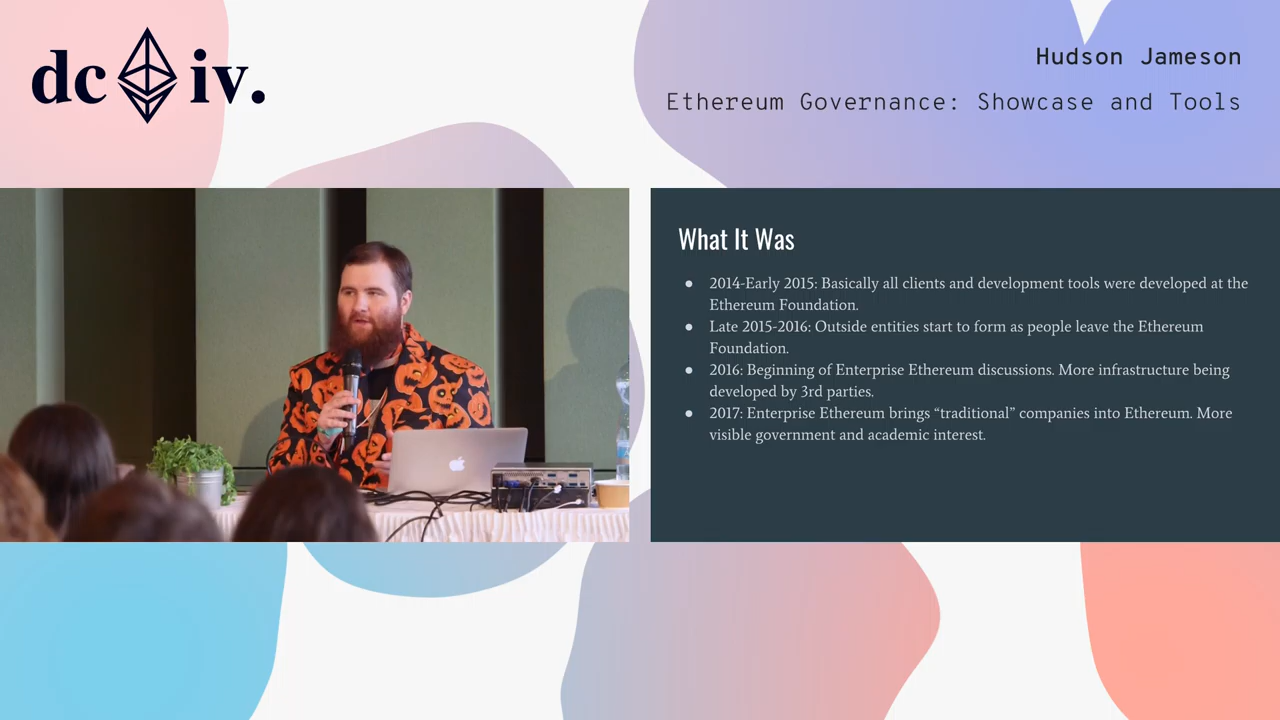 dc iv.
Hudson Jameson
Ethereum Governance: Showcase and Tools
What It Was
● 2014-Early 2015: Basically all clients and development tools were developed at the
Ethereum Foundation.
● Late 2015-2016: Outside entities start to form as people leave the Ethereum
Foundation.
● 2016: Beginning of Enterprise Ethereum discussions. More infrastructure being
developed by 3rd parties.
● 2017: Enterprise Ethereum brings “traditional” companies into Ethereum. More
visible government and academic interest.